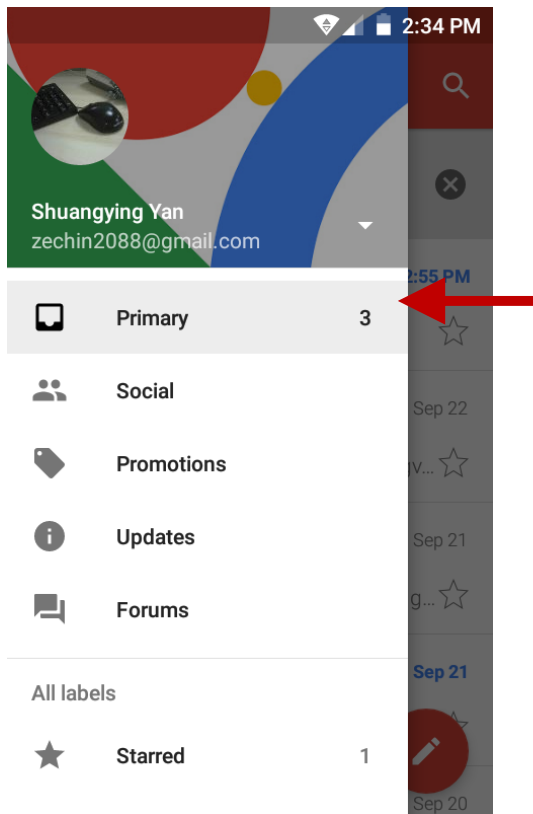 2:34 PM
Shuangying Yan
zechin2088@gmail.com
2:55 PM
Primary 3
Social
Sep 22
Promotions
Updates
Sep 21
g...
Forums
Sep 21
All labels
Starred 1
Sep 20